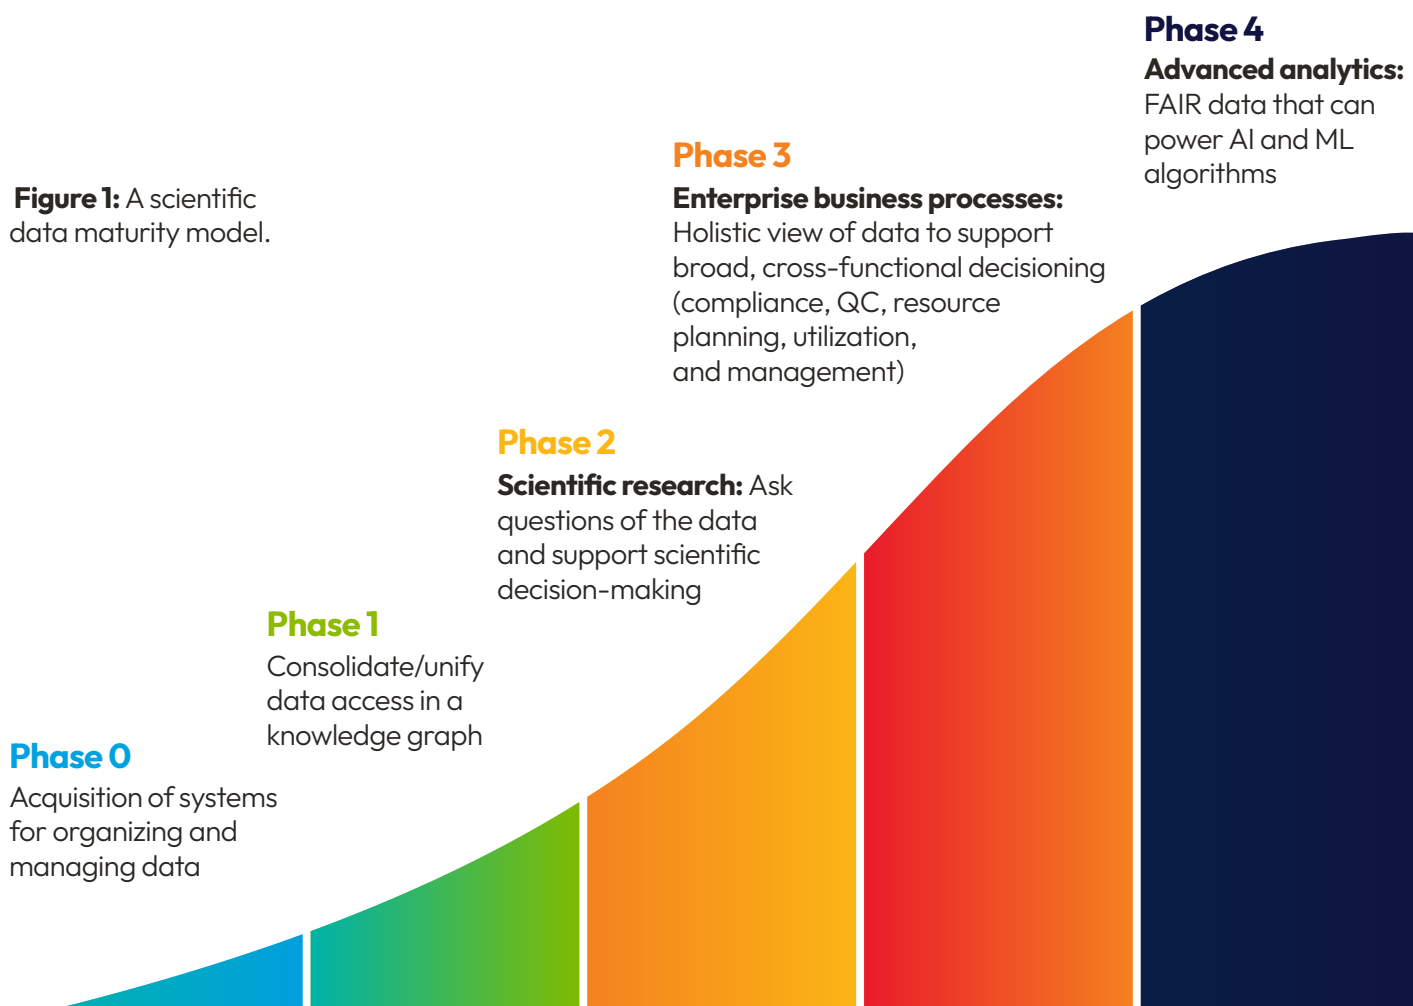 Figure 1: A scientific
data maturity model.
Phase 0
Acquisition of systems
for organizing and
managing data
Phase 1
Consolidate/unify
data access in a
knowledge graph
Phase 2
Scientific research: Ask
questions of the data
and support scientific
decision-making
Phase 3
Enterprise business processes:
Holistic view of data to support
broad, cross-functional decisioning
(compliance, QC, resource
planning, utilization,
and management)
Phase 4
Advanced analytics:
FAIR data that can
power AI and ML
algorithms